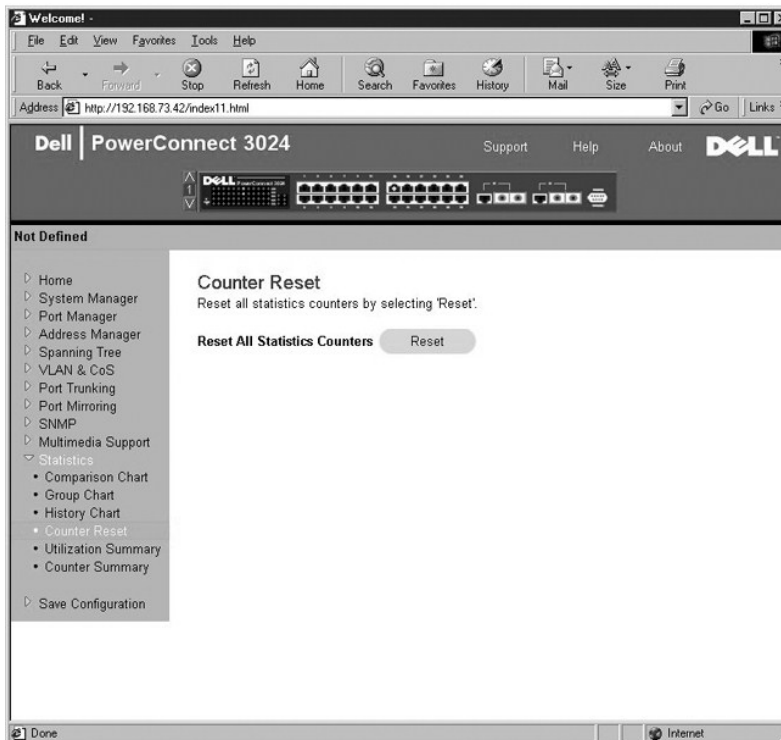 Welcome! -
File Edit View Favorites Tools Help
Back Forward Stop Refresh Home Search Favorites History Mail Size Print
Address http://192.168.73.42/index11.html Go Links
Dell PowerConnect 3024
Support Help About DELL
1 DELL PowerConnect 3024
Not Defined
Home
System Manager
Port Manager
Address Manager
Spanning Tree
VLAN & CoS
Port Trunking
Port Mirroring
SNMP
Multimedia Support
Statistics
• Comparison Chart
• Group Chart
• History Chart
• Counter Reset
• Utilization Summary
• Counter Summary
Save Configuration
Counter Reset
Reset all statistics counters by selecting 'Reset'.
Reset All Statistics Counters Reset
Done Internet